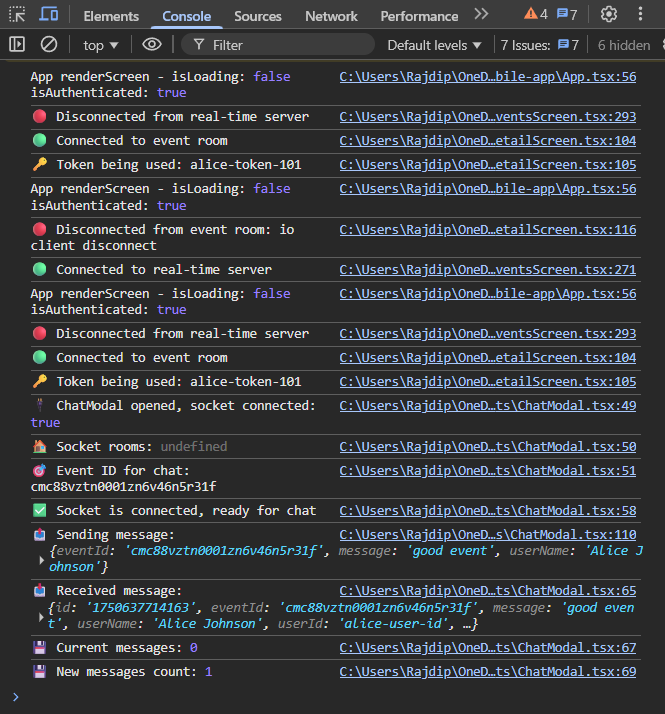 Elements Console Sources Network Performance 4 7
top Filter Default levels 7 Issues: 7 6 hidden
App renderScreen - isLoading: false C:\Users\Rajdip\OneD…bile-app\App.tsx:56
isAuthenticated: true
Disconnected from real-time server C:\Users\Rajdip\OneD…ventsScreen.tsx:293
Connected to event room C:\Users\Rajdip\OneD…etailScreen.tsx:104
Token being used: alice-token-101 C:\Users\Rajdip\OneD…etailScreen.tsx:105
App renderScreen - isLoading: false C:\Users\Rajdip\OneD…bile-app\App.tsx:56
isAuthenticated: true
Disconnected from event room: io C:\Users\Rajdip\OneD…etailScreen.tsx:116
client disconnect
Connected to real-time server C:\Users\Rajdip\OneD…ventsScreen.tsx:271
App renderScreen - isLoading: false C:\Users\Rajdip\OneD…bile-app\App.tsx:56
isAuthenticated: true
Disconnected from real-time server C:\Users\Rajdip\OneD…ventsScreen.tsx:293
Connected to event room C:\Users\Rajdip\OneD…etailScreen.tsx:104
Token being used: alice-token-101 C:\Users\Rajdip\OneD…etailScreen.tsx:105
ChatModal opened, socket connected: C:\Users\Rajdip\OneD…ts\ChatModal.tsx:49
true
Socket rooms: undefined C:\Users\Rajdip\OneD…ts\ChatModal.tsx:50
Event ID for chat: C:\Users\Rajdip\OneD…ts\ChatModal.tsx:51
cmc88vztn0001zn6v46n5r31f
Socket is connected, ready for chat C:\Users\Rajdip\OneD…ts\ChatModal.tsx:58
Sending message: C:\Users\Rajdip\OneD…s\ChatModal.tsx:110
{eventId: 'cmc88vztn0001zn6v46n5r31f', message: 'good event', userName: 'Alice J
ohnson'}
Received message: C:\Users\Rajdip\OneD…ts\ChatModal.tsx:65
{id: '1750637714163', eventId: 'cmc88vztn0001zn6v46n5r31f', message: 'good even
t', userName: 'Alice Johnson', userId: 'alice-user-id', …}
Current messages: 0 C:\Users\Rajdip\OneD…ts\ChatModal.tsx:67
New messages count: 1 C:\Users\Rajdip\OneD…ts\ChatModal.tsx:69